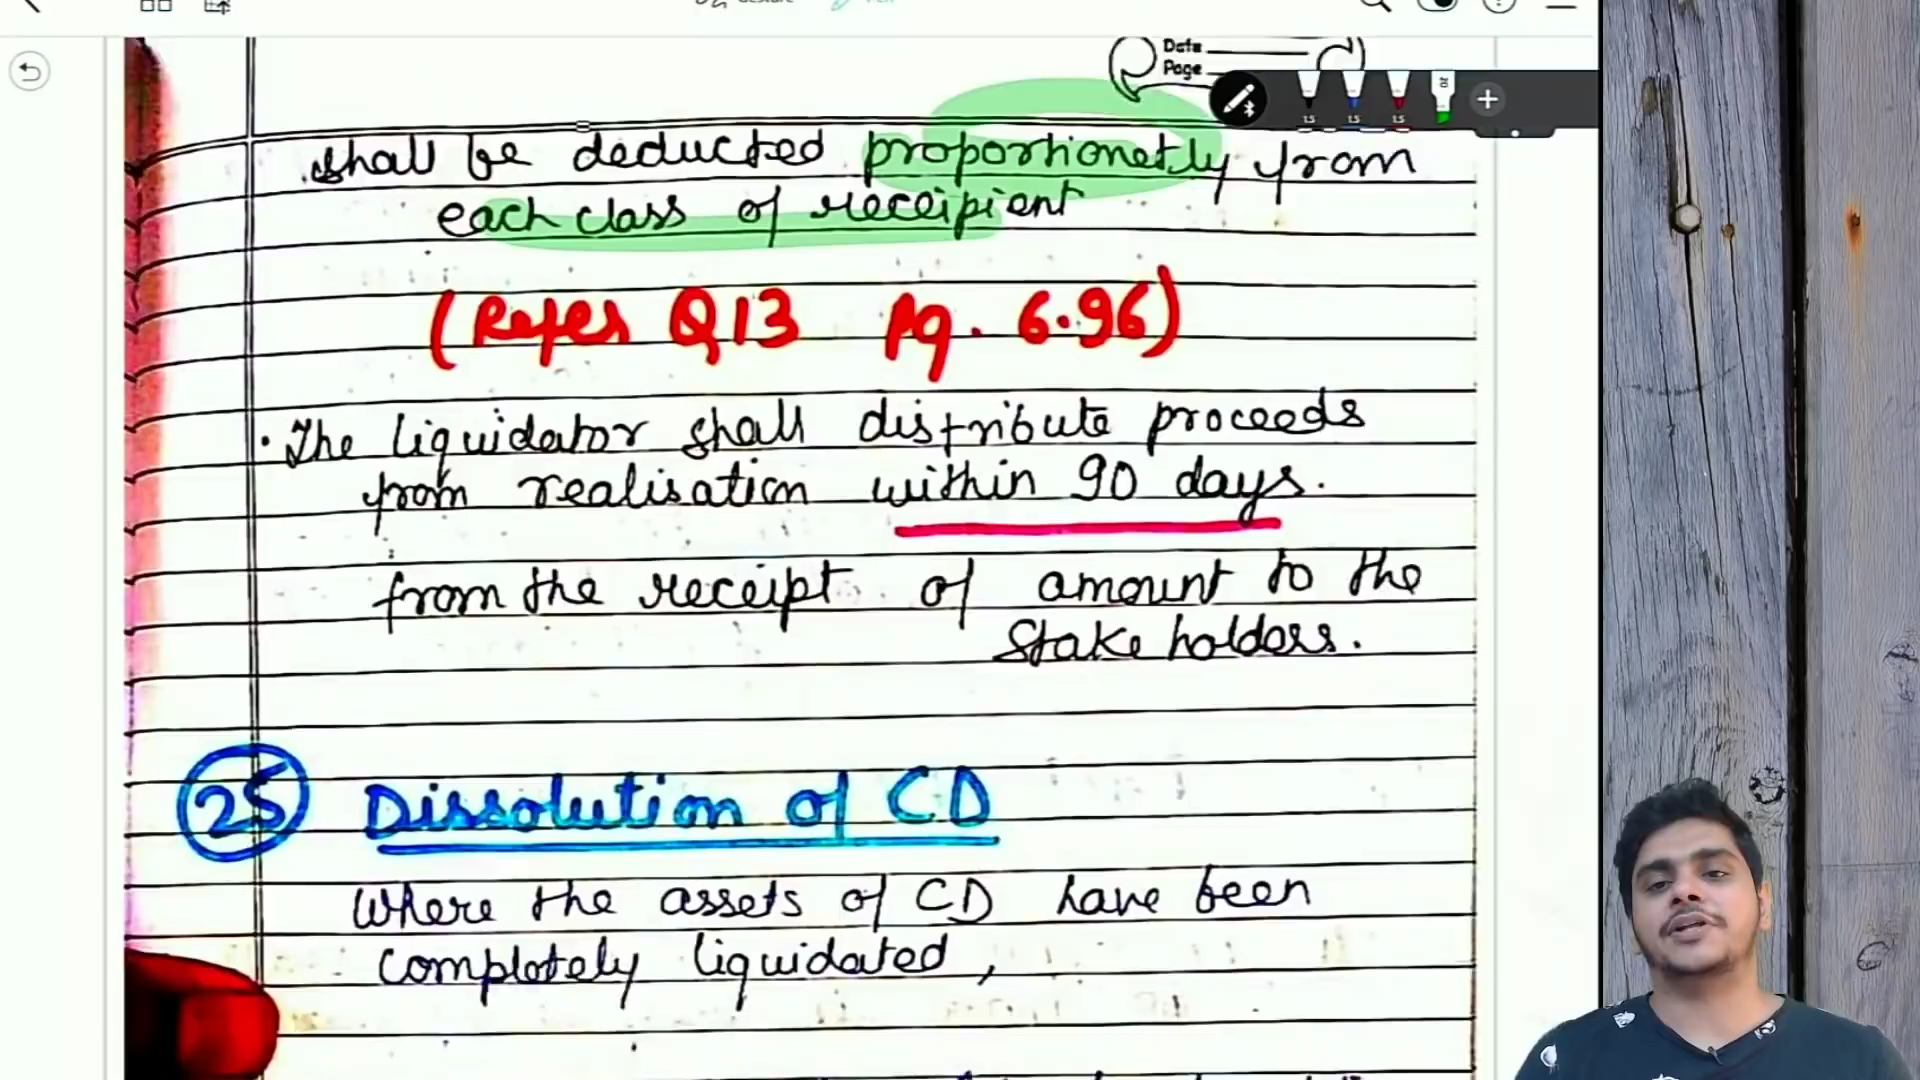 Date
Page
shall be deducted proportionetly from
each class of receipient
(Refer Q13 Pg. 6.96)
. The liquidator shall distribute proceeds
from realisation within 90 days.
from the receipt of amount to the
Stake holders.
25 Dissolution of CD
Where the assets of CD have been
completely liquidated,